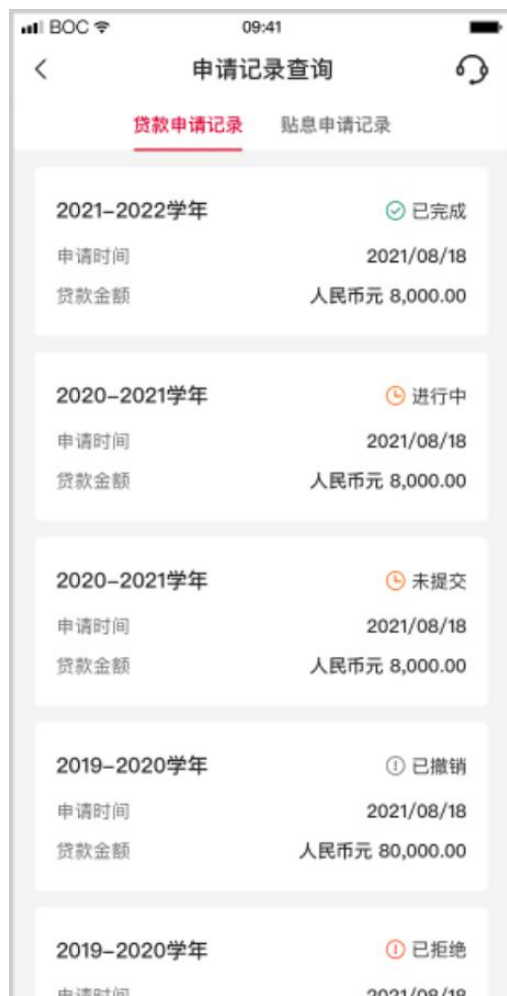 BOC 09:41
申请记录查询
贷款申请记录 贴息申请记录
2021-2022学年 已完成
申请时间 2021/08/18
贷款金额 人民币元 8,000.00
2020-2021学年 进行中
申请时间 2021/08/18
贷款金额 人民币元 8,000.00
2020-2021学年 未提交
申请时间 2021/08/18
贷款金额 人民币元 8,000.00
2019-2020学年 已撤销
申请时间 2021/08/18
贷款金额 人民币元 80,000.00
2019-2020学年 已拒绝
申请时间 2021/08/18